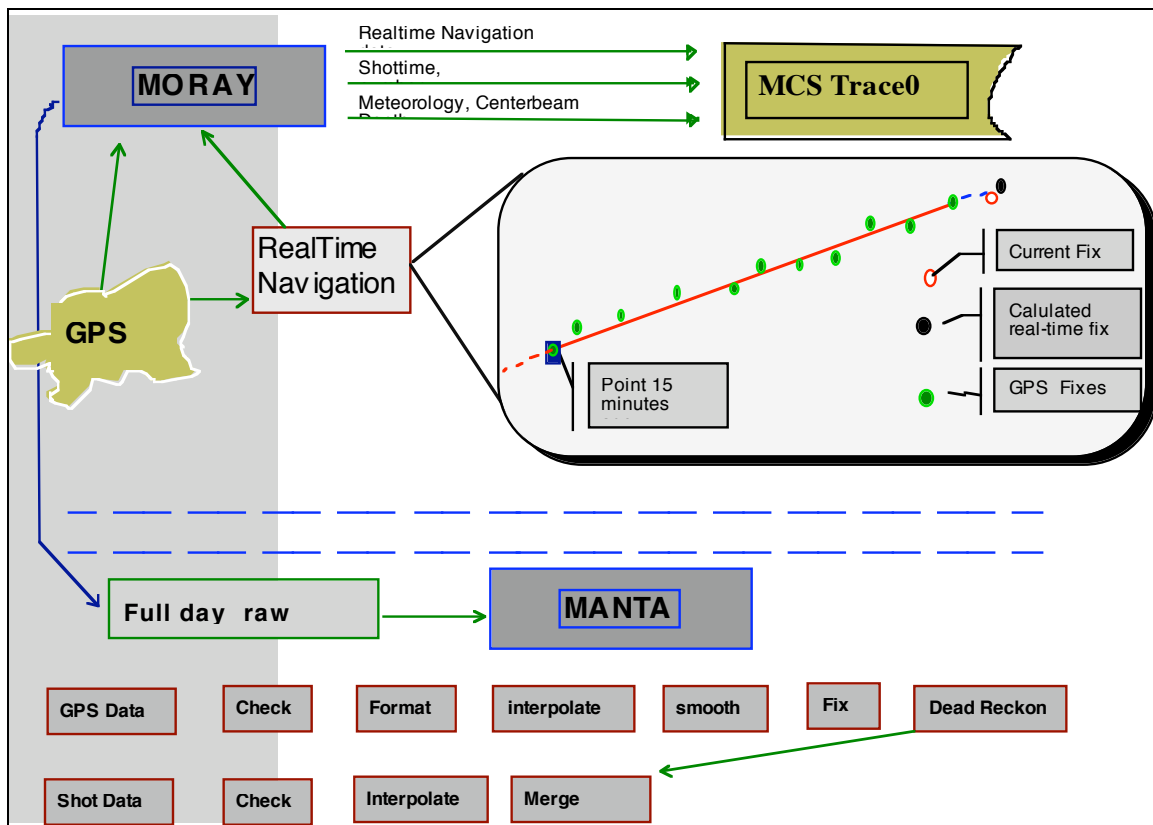 Realtime Navigation
MORAY
Shottime,
Meteorology, Centerbeam
MCS Trace0
RealTime
Navigation
GPS
Current Fix
Calulated
real-time fix
GPS Fixes
Point 15
minutes
Full day raw
MANTA
GPS Data
Check
Format
interpolate
smooth
Fix
Dead Reckon
Shot Data
Check
Interpolate
Merge